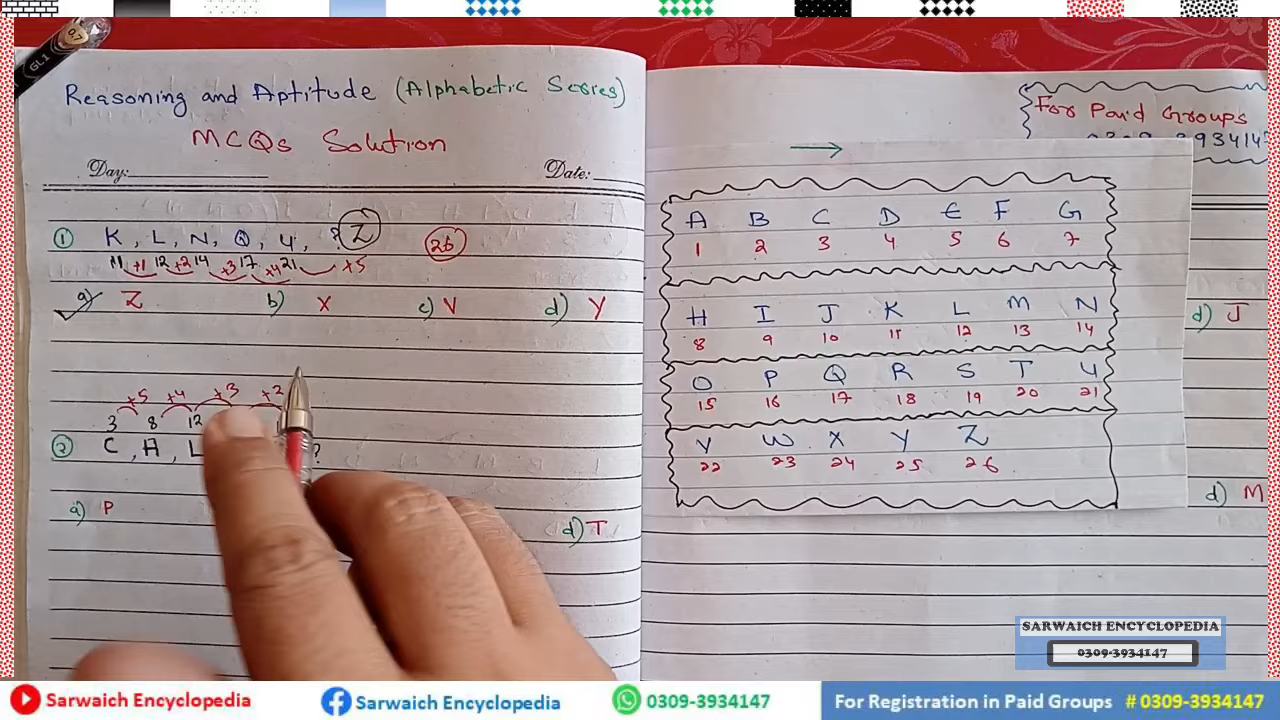 GL1 0.7
Reasoning and Aptitude (Alphabetic Series)
MCQs Solution
Day: Date:
① K, L, N, Q, U, ? Z 26
11 +1 12 +2 14 +3 17 +4 21 +5
a) Z b) X c) V d) Y
+5 +4 +3 +2
3 8 12
② C, H, L ?
a) P d) T
For Paid Groups
→
A B C D E F G
1 2 3 4 5 6 7
H I J K L M N
8 9 10 11 12 13 14
O P Q R S T U
15 16 17 18 19 20 21
V W X Y Z
22 23 24 25 26
d) J
d) M
SARWAICH ENCYCLOPEDIA
0309-3934147
Sarwaich Encyclopedia Sarwaich Encyclopedia 0309-3934147 For Registration in Paid Groups # 0309-3934147